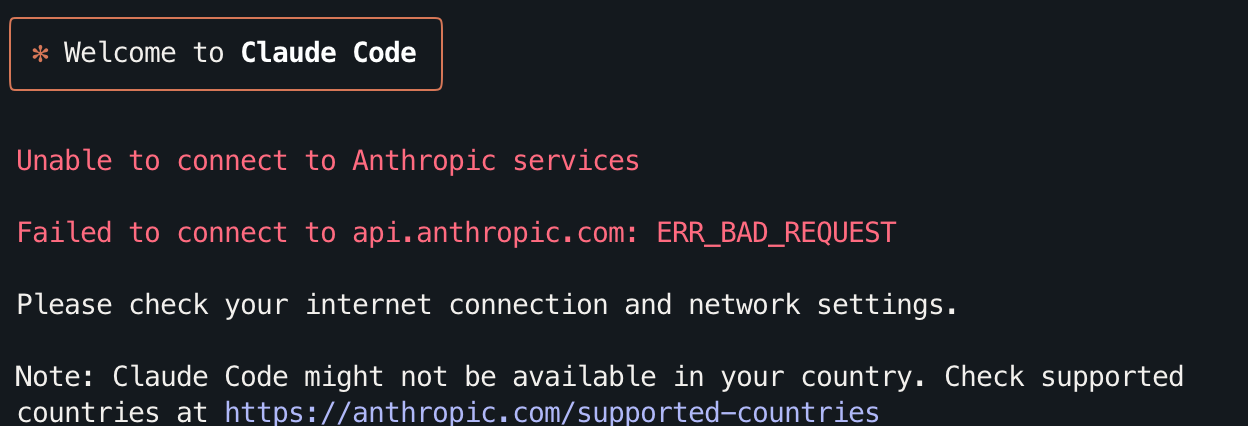 ✻ Welcome to Claude Code
Unable to connect to Anthropic services
Failed to connect to api.anthropic.com: ERR_BAD_REQUEST
Please check your internet connection and network settings.
Note: Claude Code might not be available in your country. Check supported
countries at https://anthropic.com/supported-countries